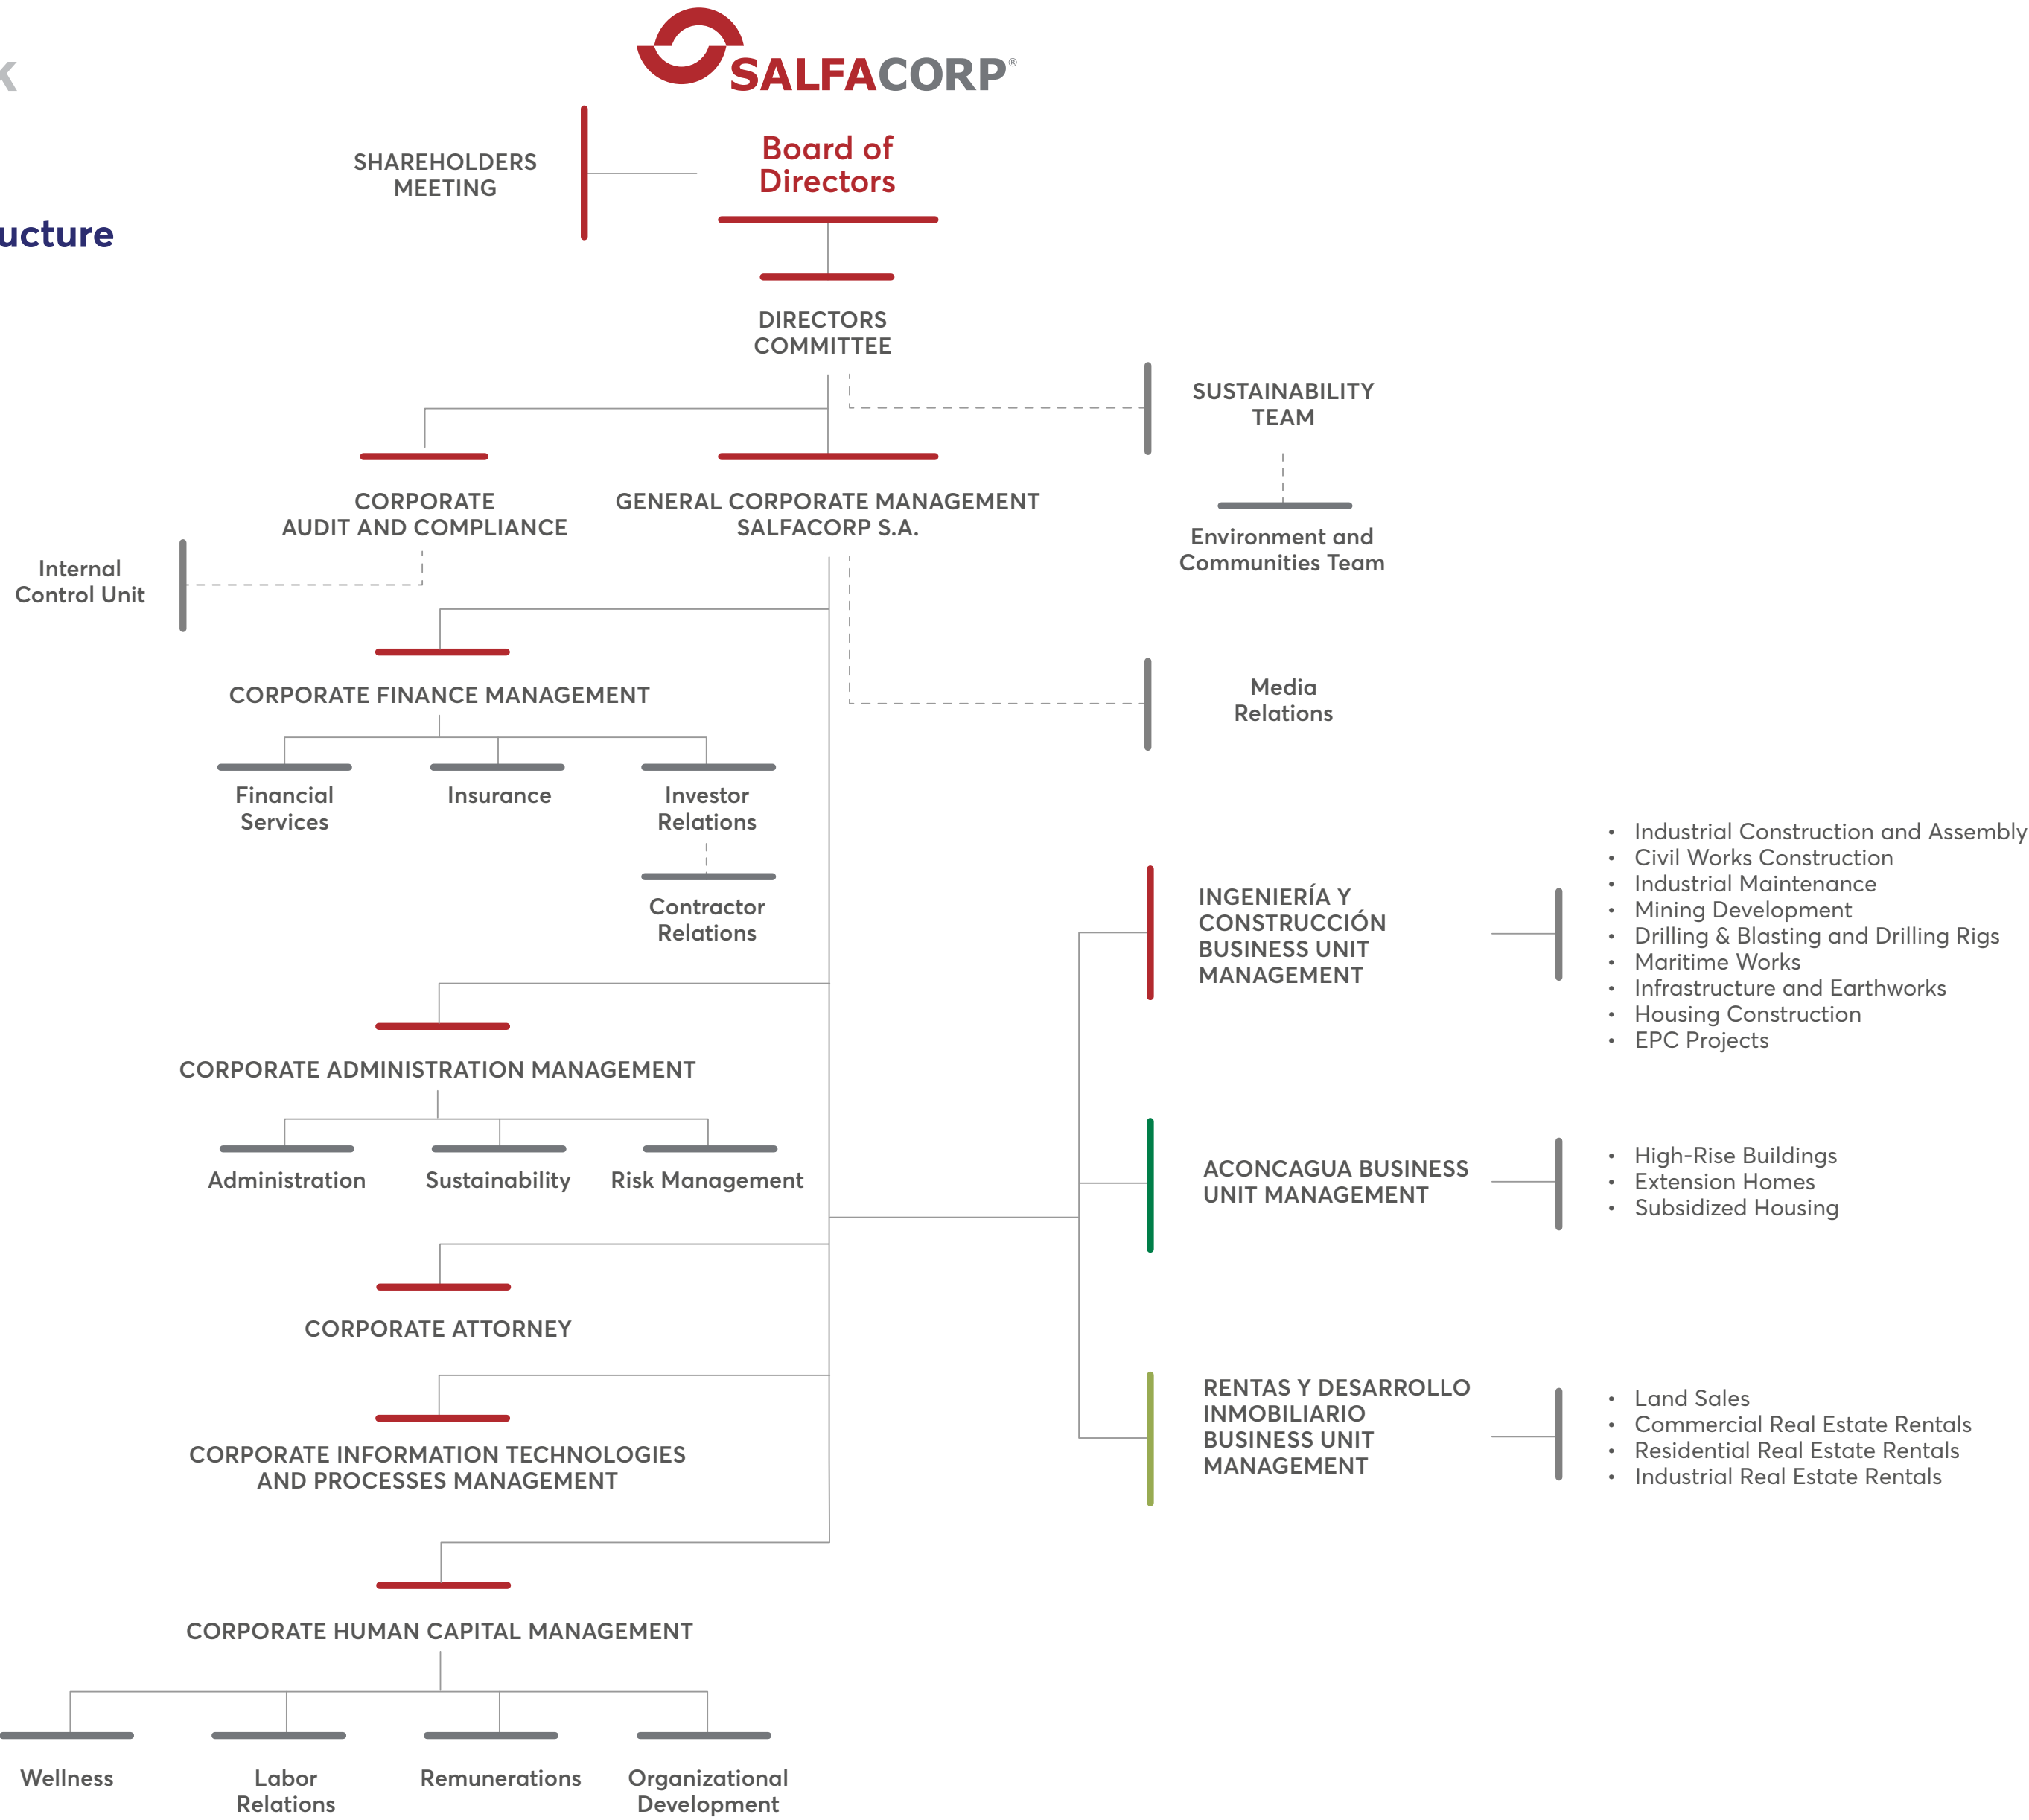 k
SALFACORP®
Board of
Directors
SHAREHOLDERS
MEETING
ucture
DIRECTORS
COMMITTEE
SUSTAINABILITY
TEAM
CORPORATE
AUDIT AND COMPLIANCE
GENERAL CORPORATE MANAGEMENT
SALFACORP S.A.
Environment and
Communities Team
Internal
Control Unit
CORPORATE FINANCE MANAGEMENT
Media
Relations
Financial
Services
Insurance
Investor
Relations
Contractor
Relations
INGENIERÍA Y
CONSTRUCCIÓN
BUSINESS UNIT
MANAGEMENT
• Industrial Construction and Assembly
• Civil Works Construction
• Industrial Maintenance
• Mining Development
• Drilling & Blasting and Drilling Rigs
• Maritime Works
• Infrastructure and Earthworks
• Housing Construction
• EPC Projects
CORPORATE ADMINISTRATION MANAGEMENT
Administration
Sustainability
Risk Management
ACONCAGUA BUSINESS
UNIT MANAGEMENT
• High-Rise Buildings
• Extension Homes
• Subsidized Housing
CORPORATE ATTORNEY
RENTAS Y DESARROLLO
INMOBILIARIO
BUSINESS UNIT
MANAGEMENT
• Land Sales
• Commercial Real Estate Rentals
• Residential Real Estate Rentals
• Industrial Real Estate Rentals
CORPORATE INFORMATION TECHNOLOGIES
AND PROCESSES MANAGEMENT
CORPORATE HUMAN CAPITAL MANAGEMENT
Wellness
Labor
Relations
Remunerations
Organizational
Development